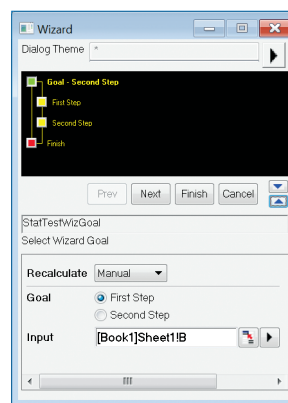 Wizard
Dialog Theme *
Goal - Second Step
First Step
Second Step
Finish
Prev Next Finish Cancel
StatTestWizGoal
Select Wizard Goal
Recalculate Manual
Goal First Step
Second Step
Input [Book1]Sheet1!B